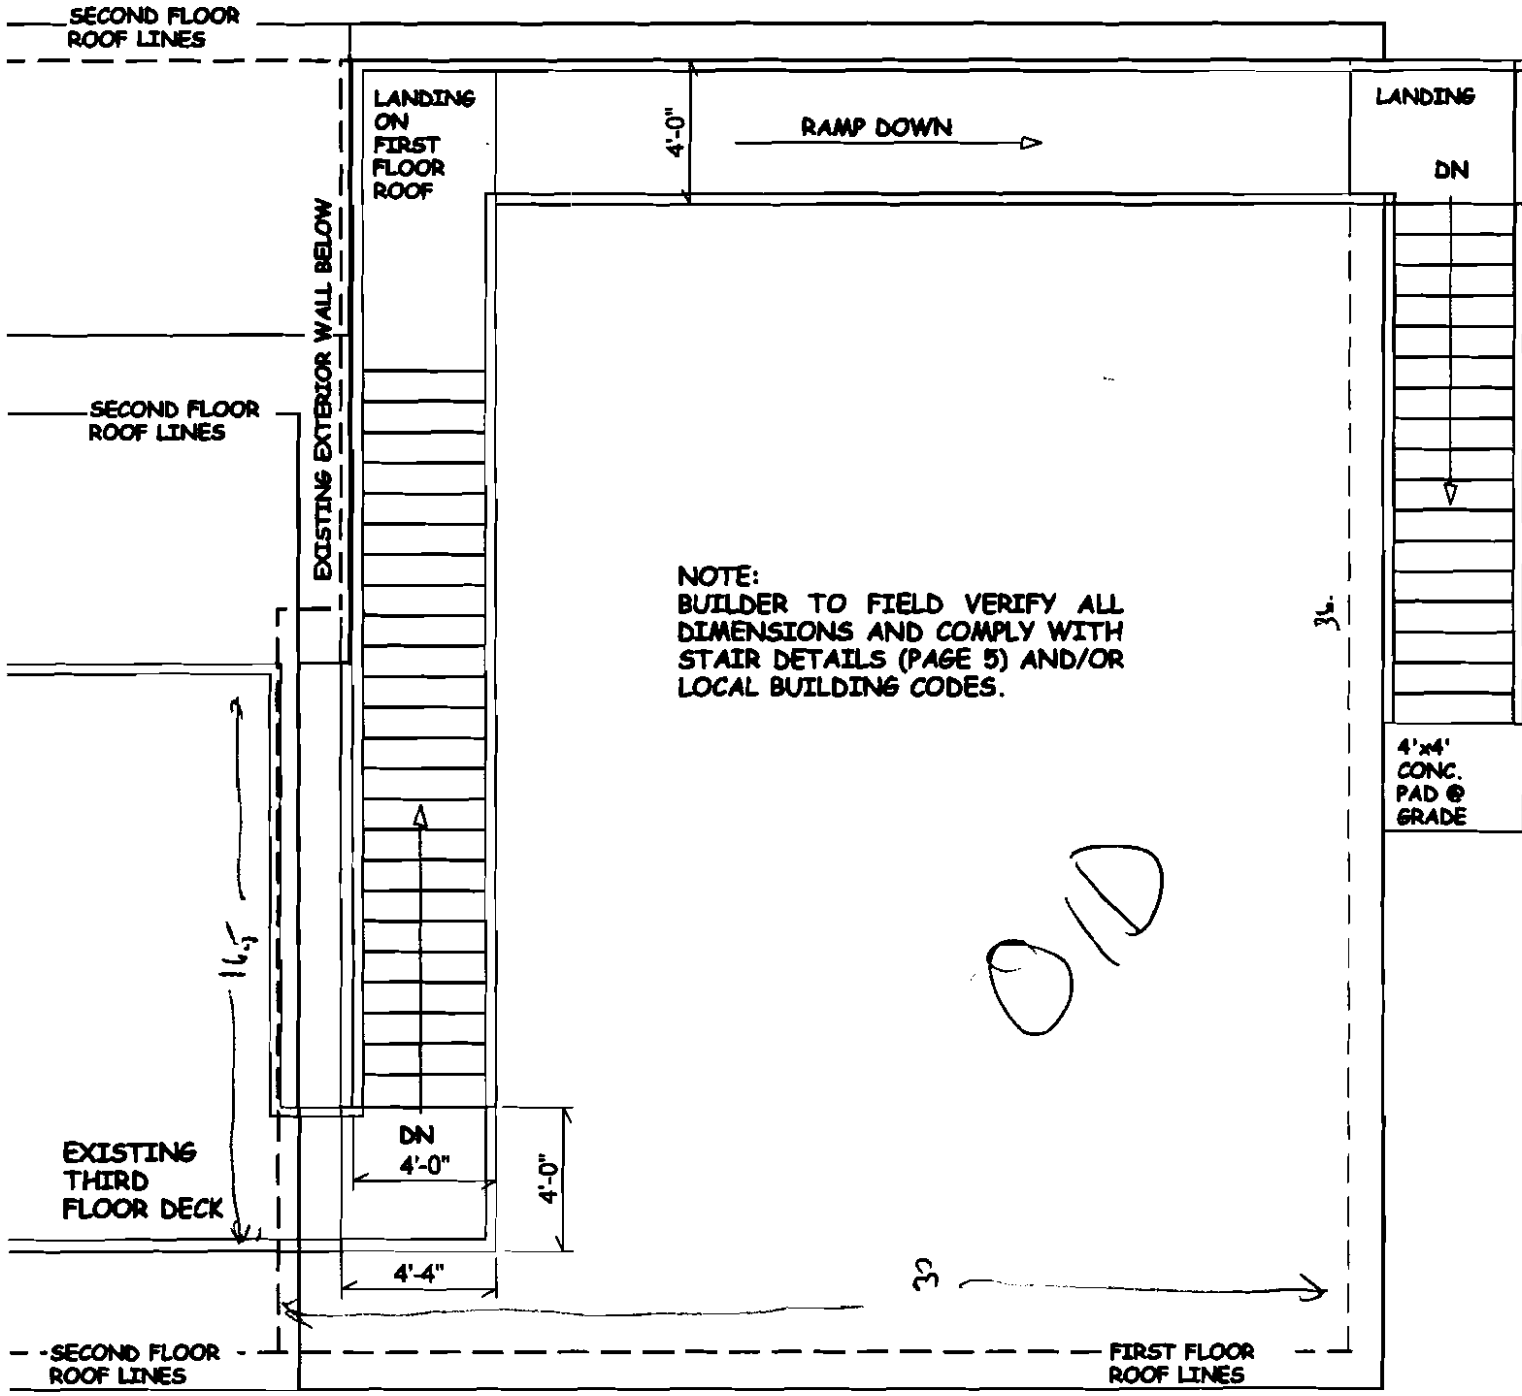 SECOND FLOOR
ROOF LINES
LANDING
ON
FIRST
FLOOR
ROOF
4'-0"
RAMP DOWN
LANDING
DN
EXISTING EXTERIOR WALL BELOW
SECOND FLOOR
ROOF LINES
NOTE:
BUILDER TO FIELD VERIFY ALL
DIMENSIONS AND COMPLY WITH
STAIR DETAILS (PAGE 5) AND/OR
LOCAL BUILDING CODES.
36.
4'x4'
CONC.
PAD @
GRADE
16.5
EXISTING
THIRD
FLOOR DECK
DN
4'-0"
4'-0"
4'-4"
30
SECOND FLOOR
ROOF LINES
FIRST FLOOR
ROOF LINES